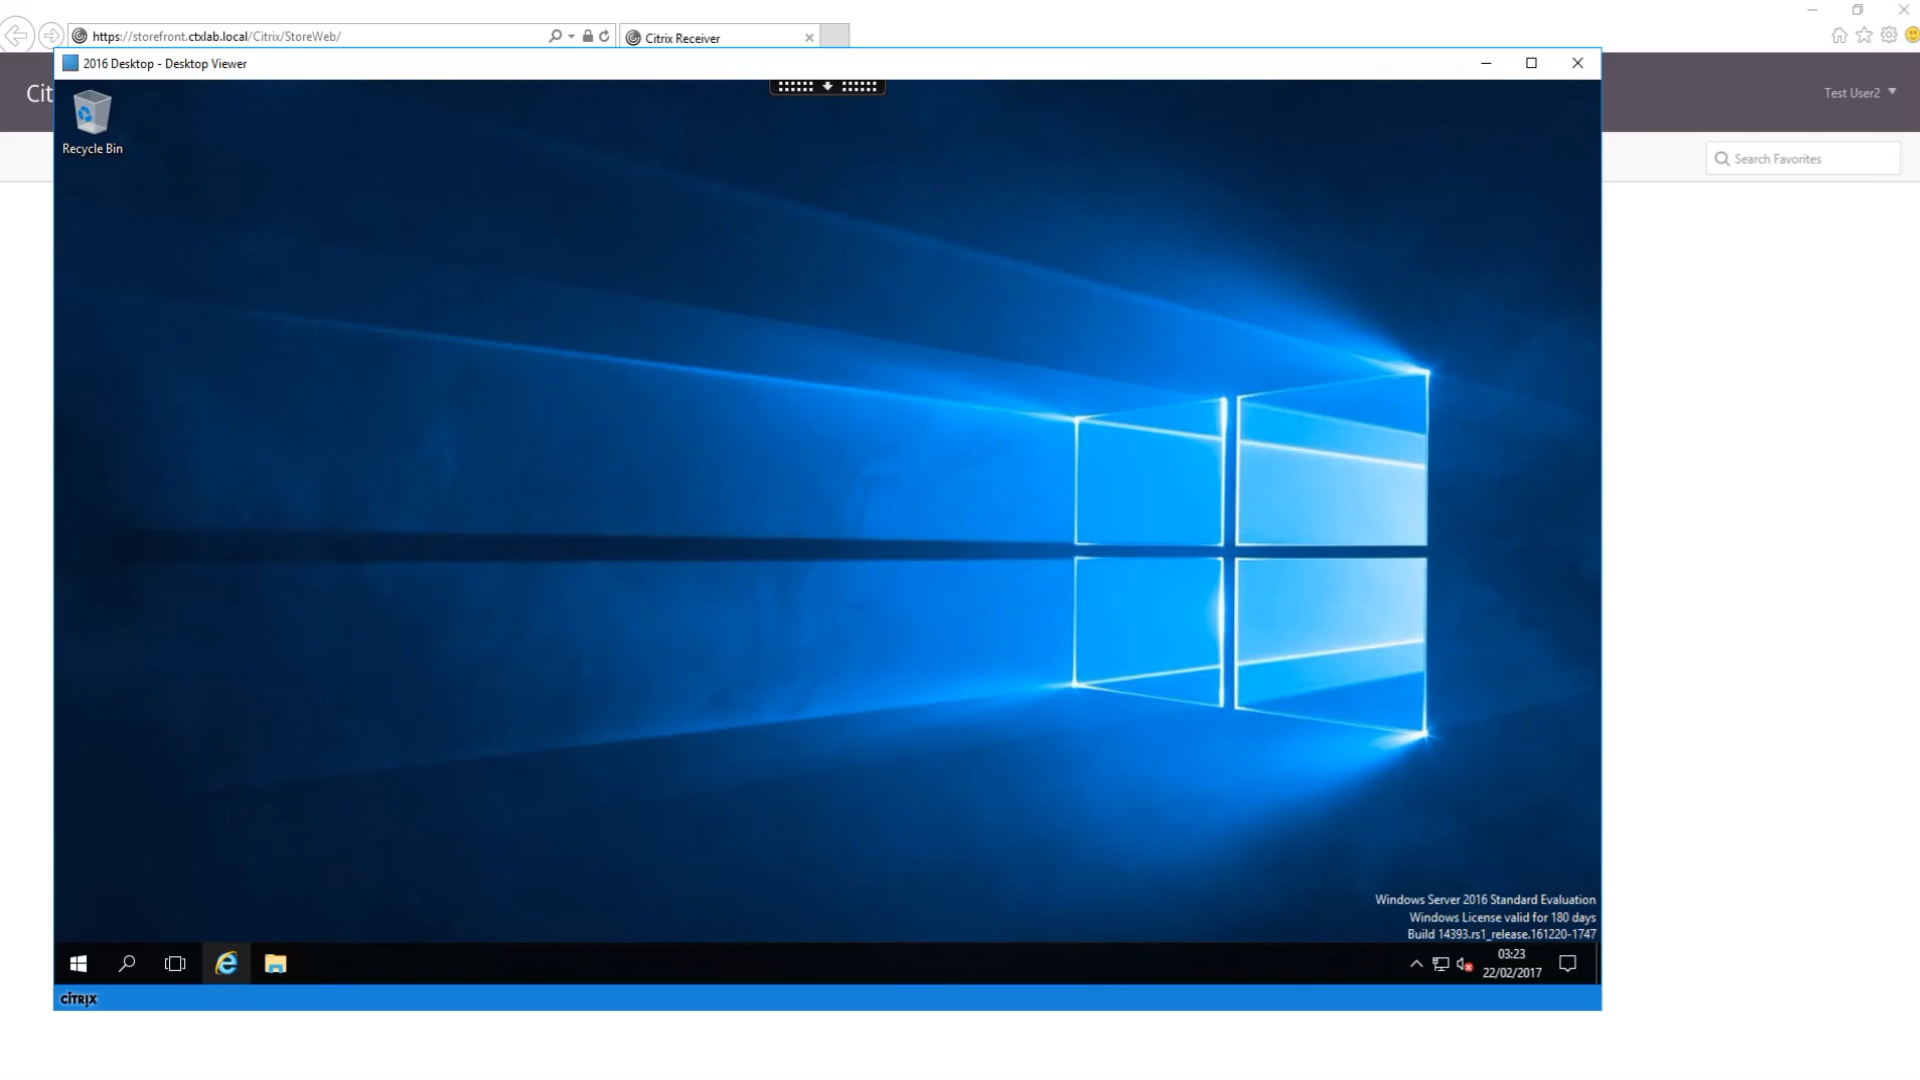 https://storefront.ctxlab.local/Citrix/StoreWeb/
Citrix Receiver
2016 Desktop - Desktop Viewer
Cit
Test User2
Search Favorites
Recycle Bin
Windows Server 2016 Standard Evaluation
Windows License valid for 180 days
Build 14393.rs1_release.161220-1747
03:23
22/02/2017
CİTRIX